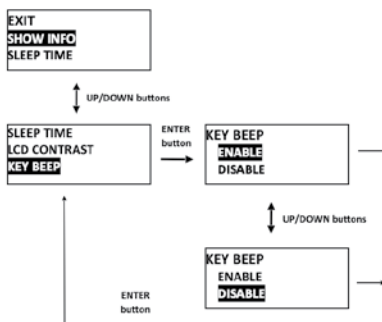 EXIT
SHOW INFO
SLEEP TIME
UP/DOWN buttons
SLEEP TIME
LCD CONTRAST
KEY BEEP
ENTER
button
KEY BEEP
ENABLE
DISABLE
UP/DOWN buttons
KEY BEEP
ENABLE
DISABLE
ENTER
button